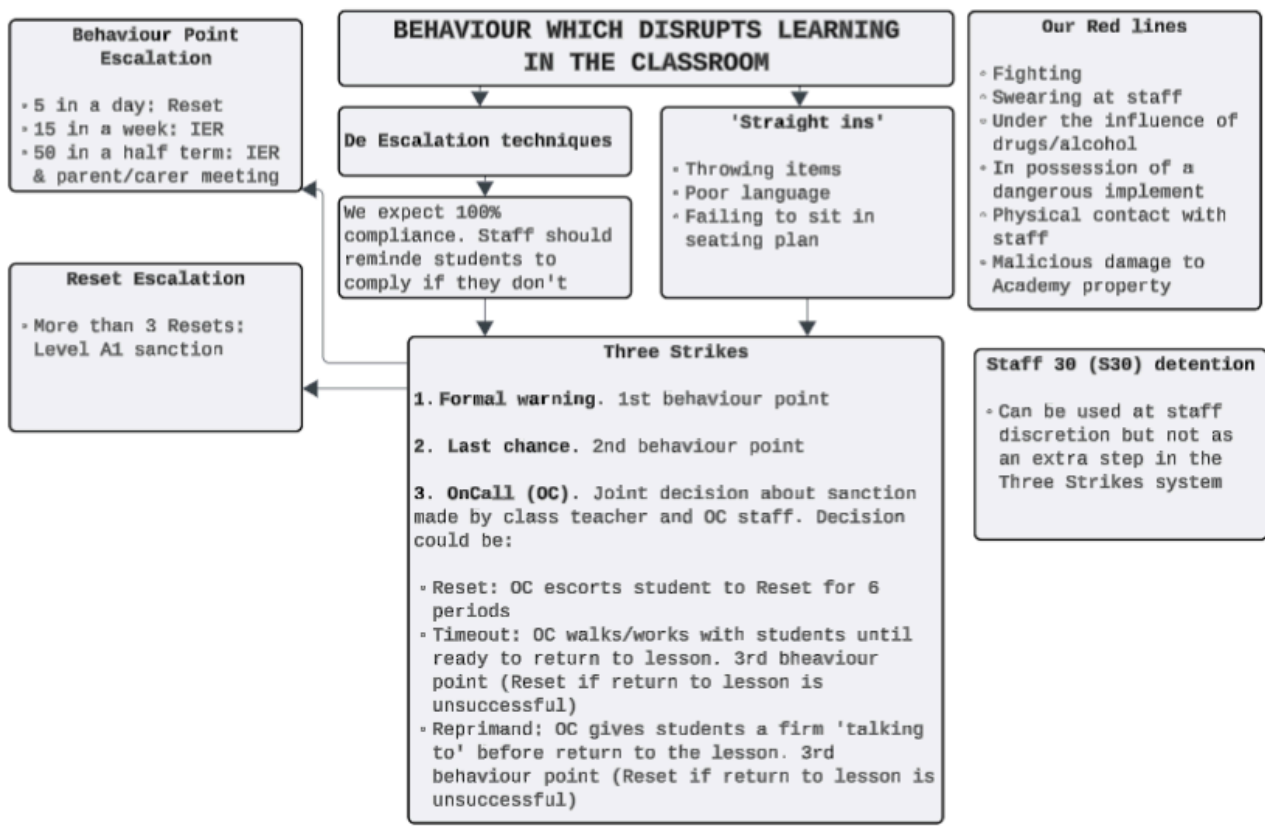 Behaviour Point
Escalation
5 in a day: Reset
15 in a week: IER
50 in a half term: IER
& parent/carer meeting
BEHAVIOUR WHICH DISRUPTS LEARNING
IN THE CLASSROOM
Our Red lines
Fighting
Swearing at staff
Under the influence of
drugs/alcohol
In possession of a
dangerous implement
Physical contact with
staff
Malicious damage to
Academy property
De Escalation techniques
'Straight ins'
Throwing items
Poor language
Failing to sit in
seating plan
We expect 100%
compliance. Staff should
reminde students to
comply if they don't
Reset Escalation
More than 3 Resets:
Level A1 sanction
Three Strikes
1. Formal warning. 1st behaviour point
2. Last chance. 2nd behaviour point
3. OnCall (OC). Joint decision about sanction
made by class teacher and OC staff. Decision
could be:
Reset: OC escorts student to Reset for 6
periods
Timeout: OC walks/works with students until
ready to return to lesson. 3rd bheaviour
point (Reset if return to lesson is
unsuccessful)
Reprimand: OC gives students a firm 'talking
to' before return to the lesson. 3rd
behaviour point (Reset if return to lesson is
unsuccessful)
Staff 30 (S30) detention
Can be used at staff
discretion but not as
an extra step in the
Three Strikes system